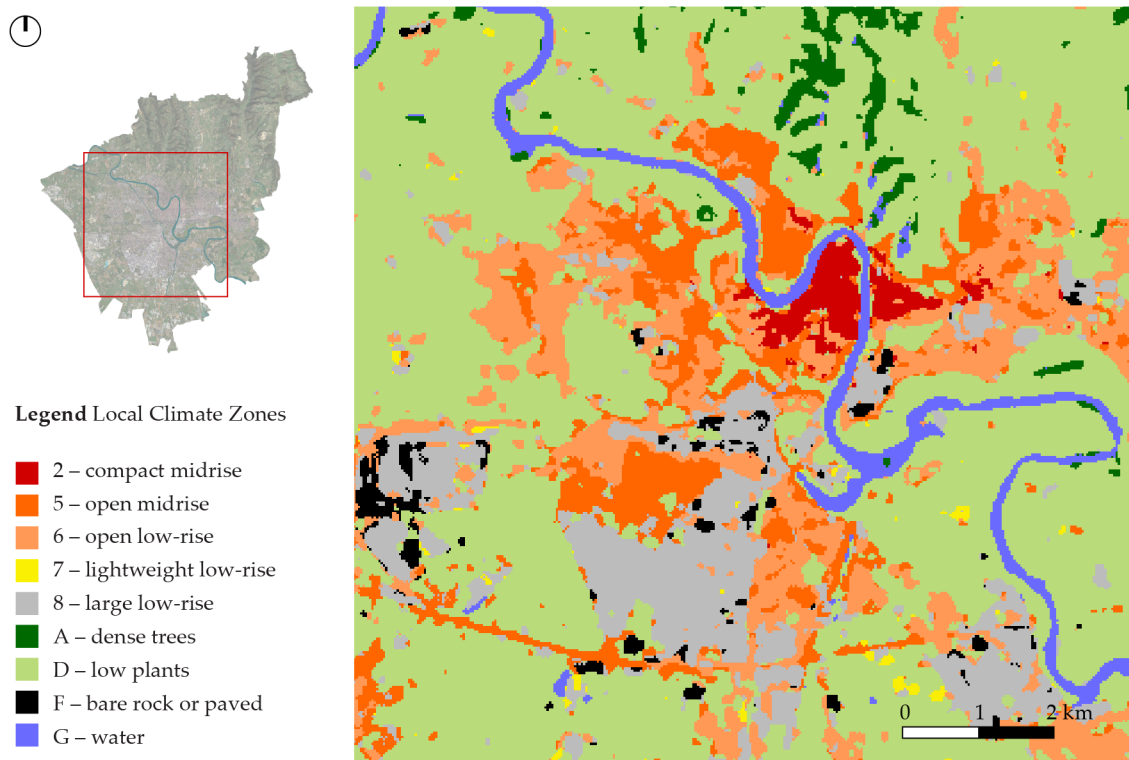 Legend Local Climate Zones
2 – compact midrise
5 – open midrise
6 – open low-rise
7 – lightweight low-rise
8 – large low-rise
A – dense trees
D – low plants
F – bare rock or paved
G – water
0 1 2 km